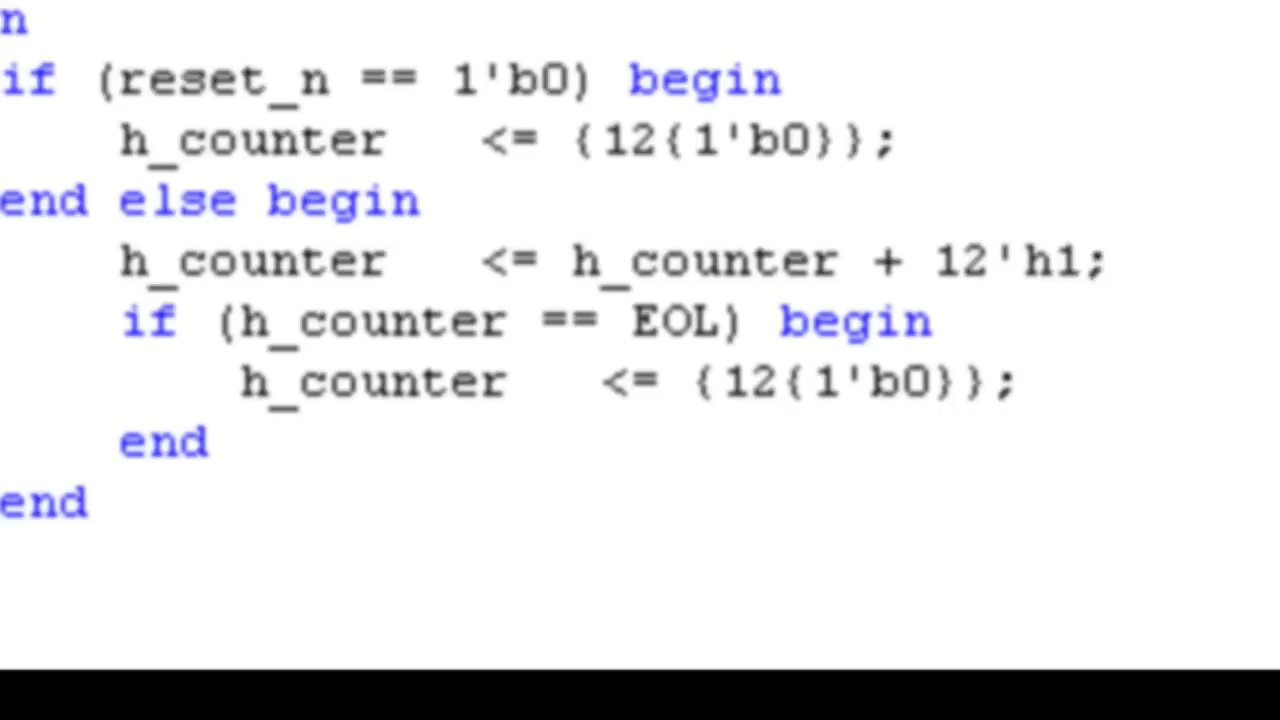 n
if (reset_n == 1'b0) begin
h_counter <= {12{1'b0}};
end else begin
h_counter <= h_counter + 12'h1;
if (h_counter == EOL) begin
h_counter <= {12{1'b0}};
end
end